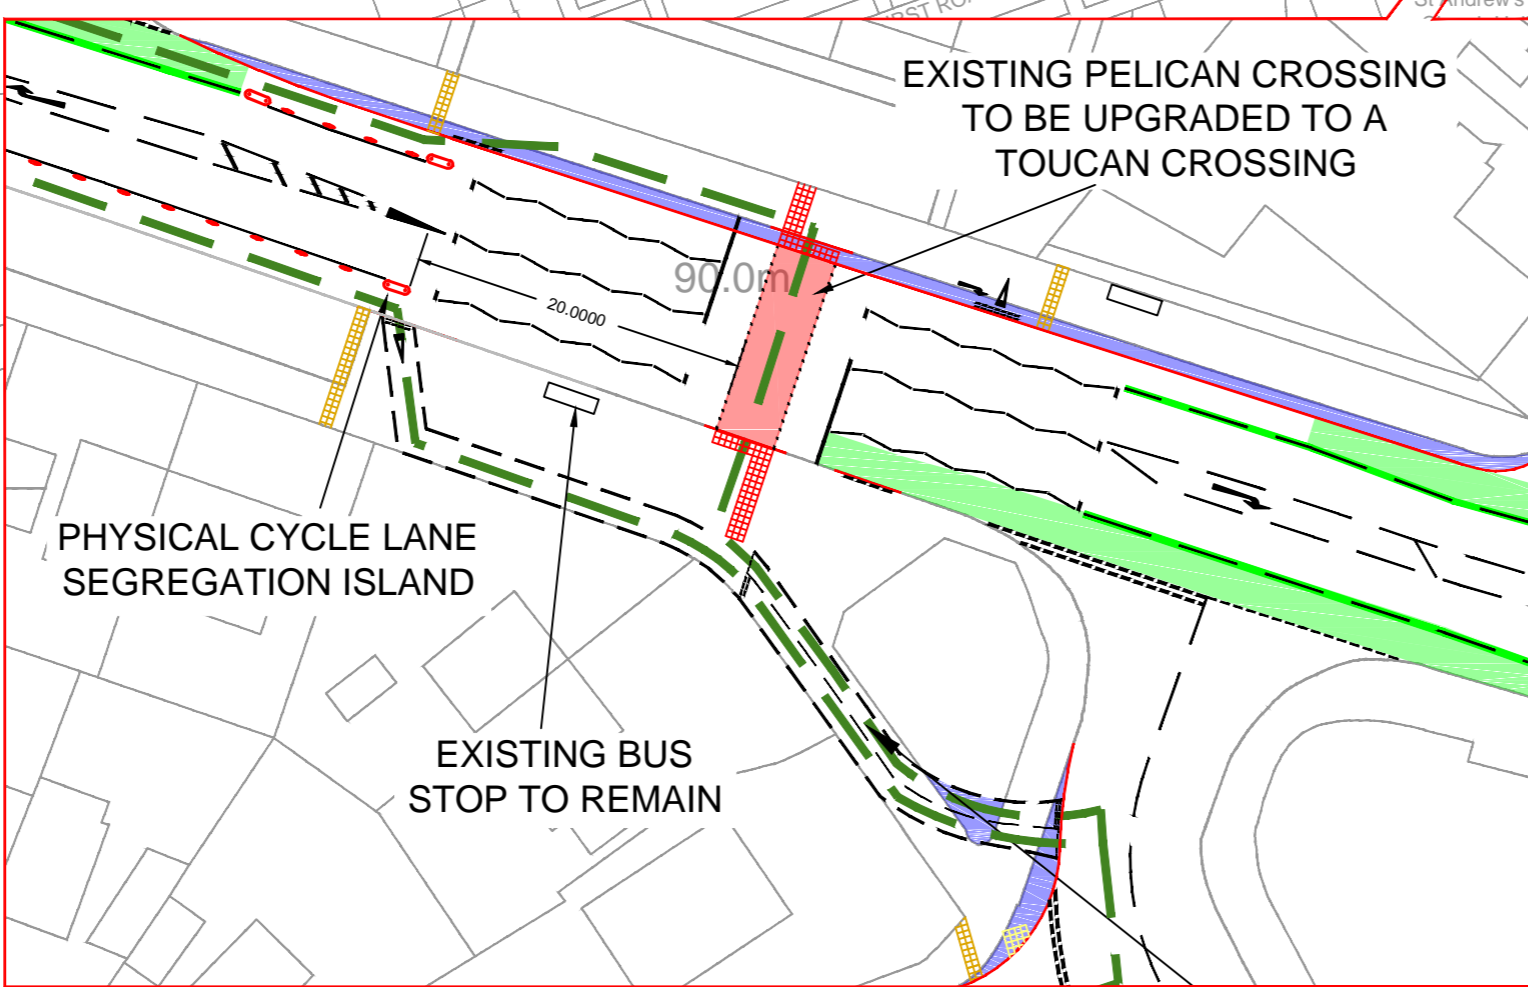 EXISTING PELICAN CROSSING
TO BE UPGRADED TO A
TOUCAN CROSSING
90.0m
20.0000
PHYSICAL CYCLE LANE
SEGREGATION ISLAND
EXISTING BUS
STOP TO REMAIN